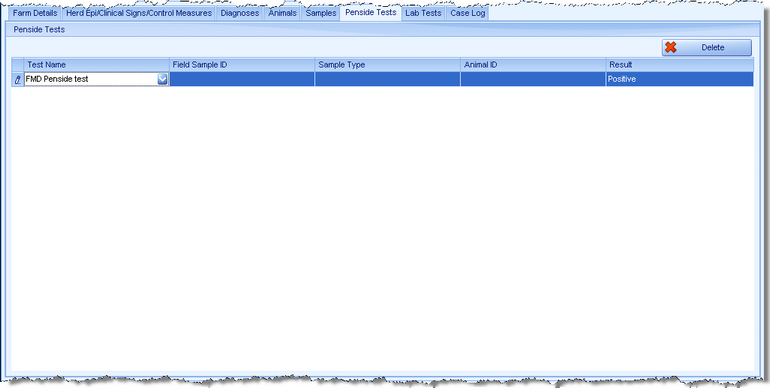 Farm Details Herd Epi/Clinical Signs/Control Measures Diagnoses Animals Samples Penside Tests Lab Tests Case Log
Penside Tests
Delete
Test Name Field Sample ID Sample Type Animal ID Result
FMD Penside test Positive